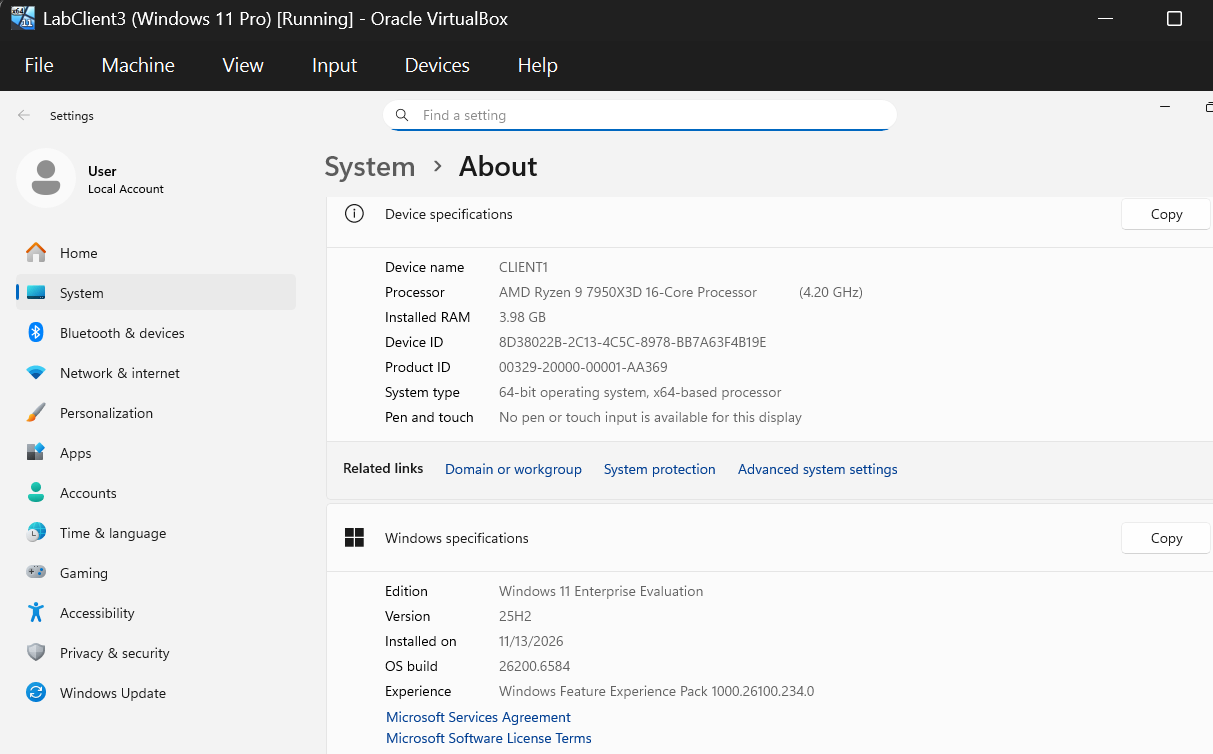 LabClient3 (Windows 11 Pro) [Running] - Oracle VirtualBox
File Machine View Input Devices Help
Settings
Find a setting
User
Local Account
Home
System
Bluetooth & devices
Network & internet
Personalization
Apps
Accounts
Time & language
Gaming
Accessibility
Privacy & security
Windows Update
System > About
Device specifications
Copy
Device name CLIENT1
Processor AMD Ryzen 9 7950X3D 16-Core Processor (4.20 GHz)
Installed RAM 3.98 GB
Device ID 8D38022B-2C13-4C5C-8978-BB7A63F4B19E
Product ID 00329-20000-00001-AA369
System type 64-bit operating system, x64-based processor
Pen and touch No pen or touch input is available for this display
Related links Domain or workgroup System protection Advanced system settings
Windows specifications
Copy
Edition Windows 11 Enterprise Evaluation
Version 25H2
Installed on 11/13/2026
OS build 26200.6584
Experience Windows Feature Experience Pack 1000.26100.234.0
Microsoft Services Agreement
Microsoft Software License Terms